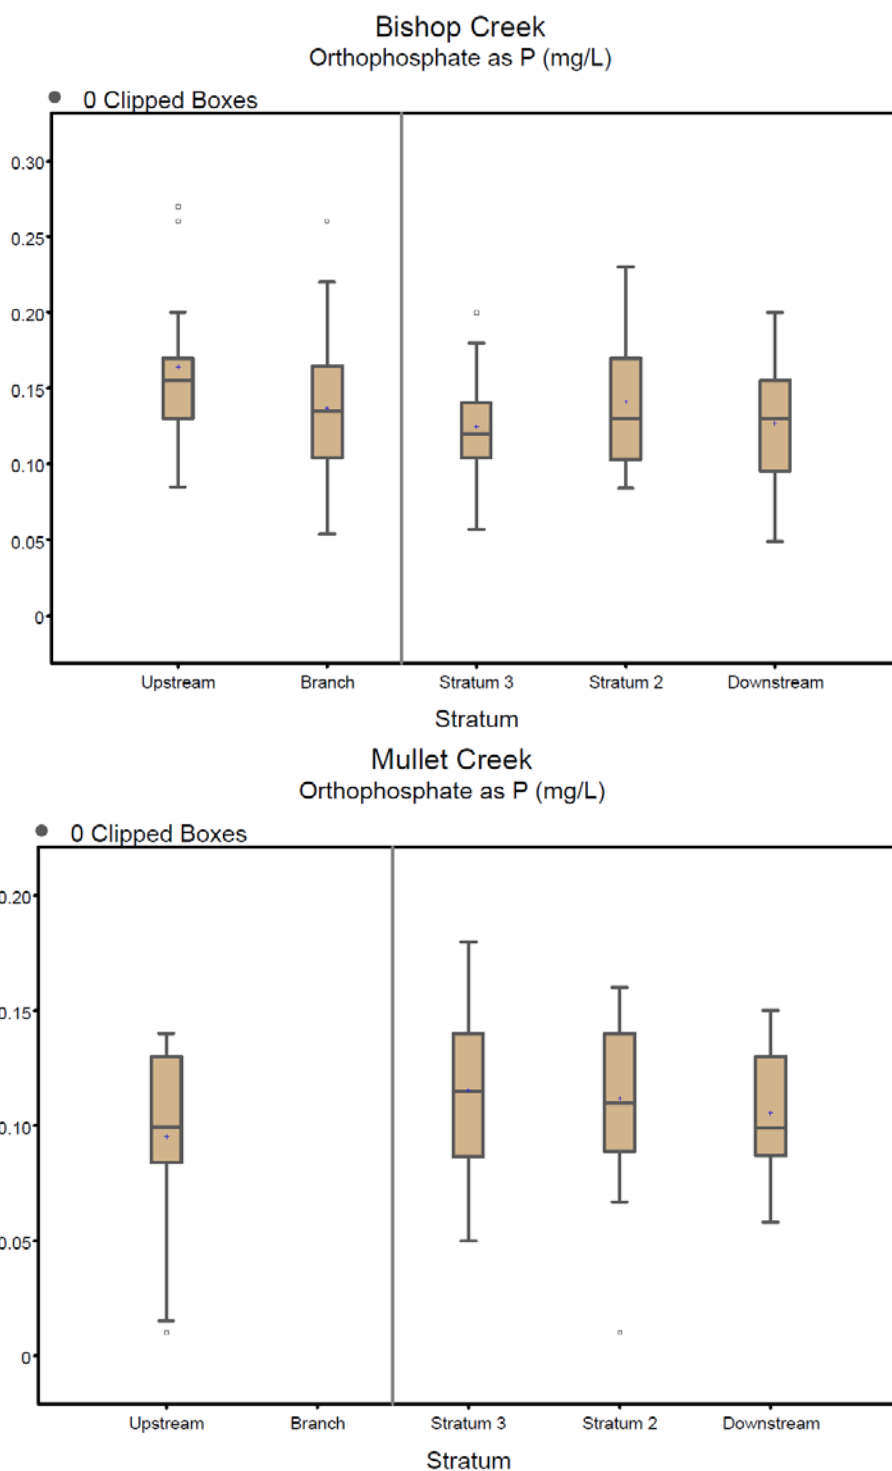 Bishop Creek
Orthophosphate as P (mg/L)
0 Clipped Boxes
0.30
0.25
0.20
0.15
0.10
0.05
0
Upstream Branch Stratum 3 Stratum 2 Downstream
Stratum
Mullet Creek
Orthophosphate as P (mg/L)
0 Clipped Boxes
0.20
0.15
0.10
0.05
0
Upstream Branch Stratum 3 Stratum 2 Downstream
Stratum